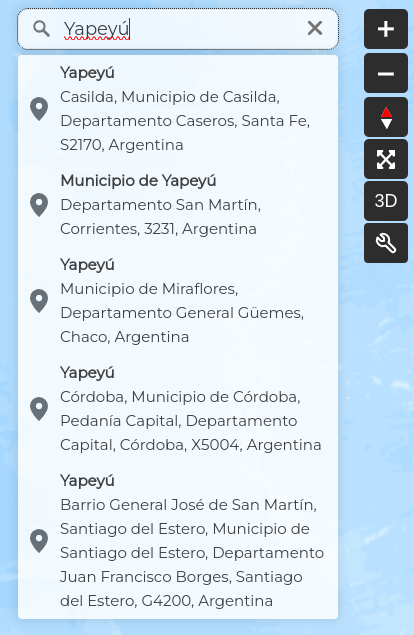 Yapeyú
Yapeyú
Casilda, Municipio de Casilda,
Departamento Caseros, Santa Fe,
S2170, Argentina
Municipio de Yapeyú
Departamento San Martín,
Corrientes, 3231, Argentina
Yapeyú
Municipio de Miraflores,
Departamento General Güemes,
Chaco, Argentina
Yapeyú
Córdoba, Municipio de Córdoba,
Pedanía Capital, Departamento
Capital, Córdoba, X5004, Argentina
Yapeyú
Barrio General José de San Martín,
Santiago del Estero, Municipio de
Santiago del Estero, Departamento
Juan Francisco Borges, Santiago
del Estero, G4200, Argentina
3D